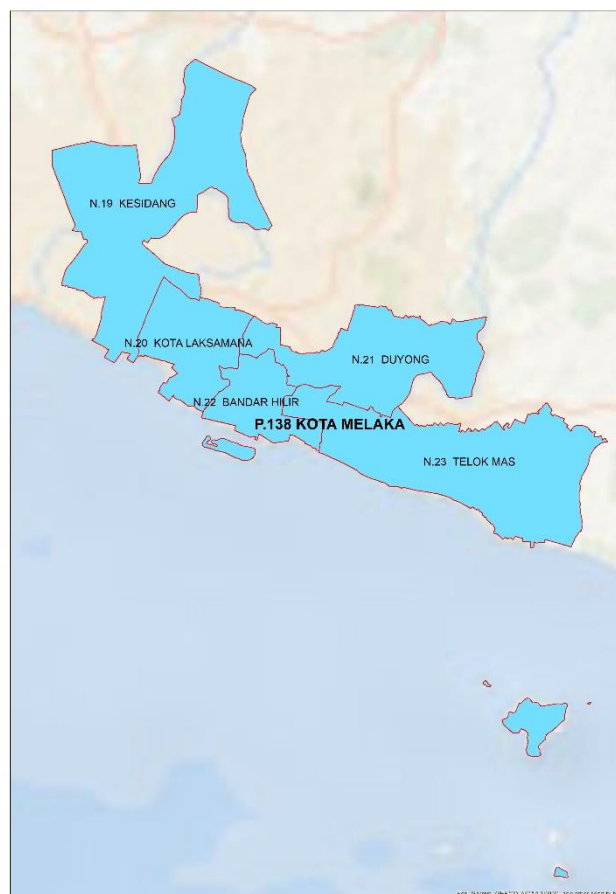 N.19 KESIDANG
N.20 KOTA LAKSAMANA
N.21 DUYONG
N.22 BANDAR HILIR
P.138 KOTA MELAKA
N.23 TELOK MAS